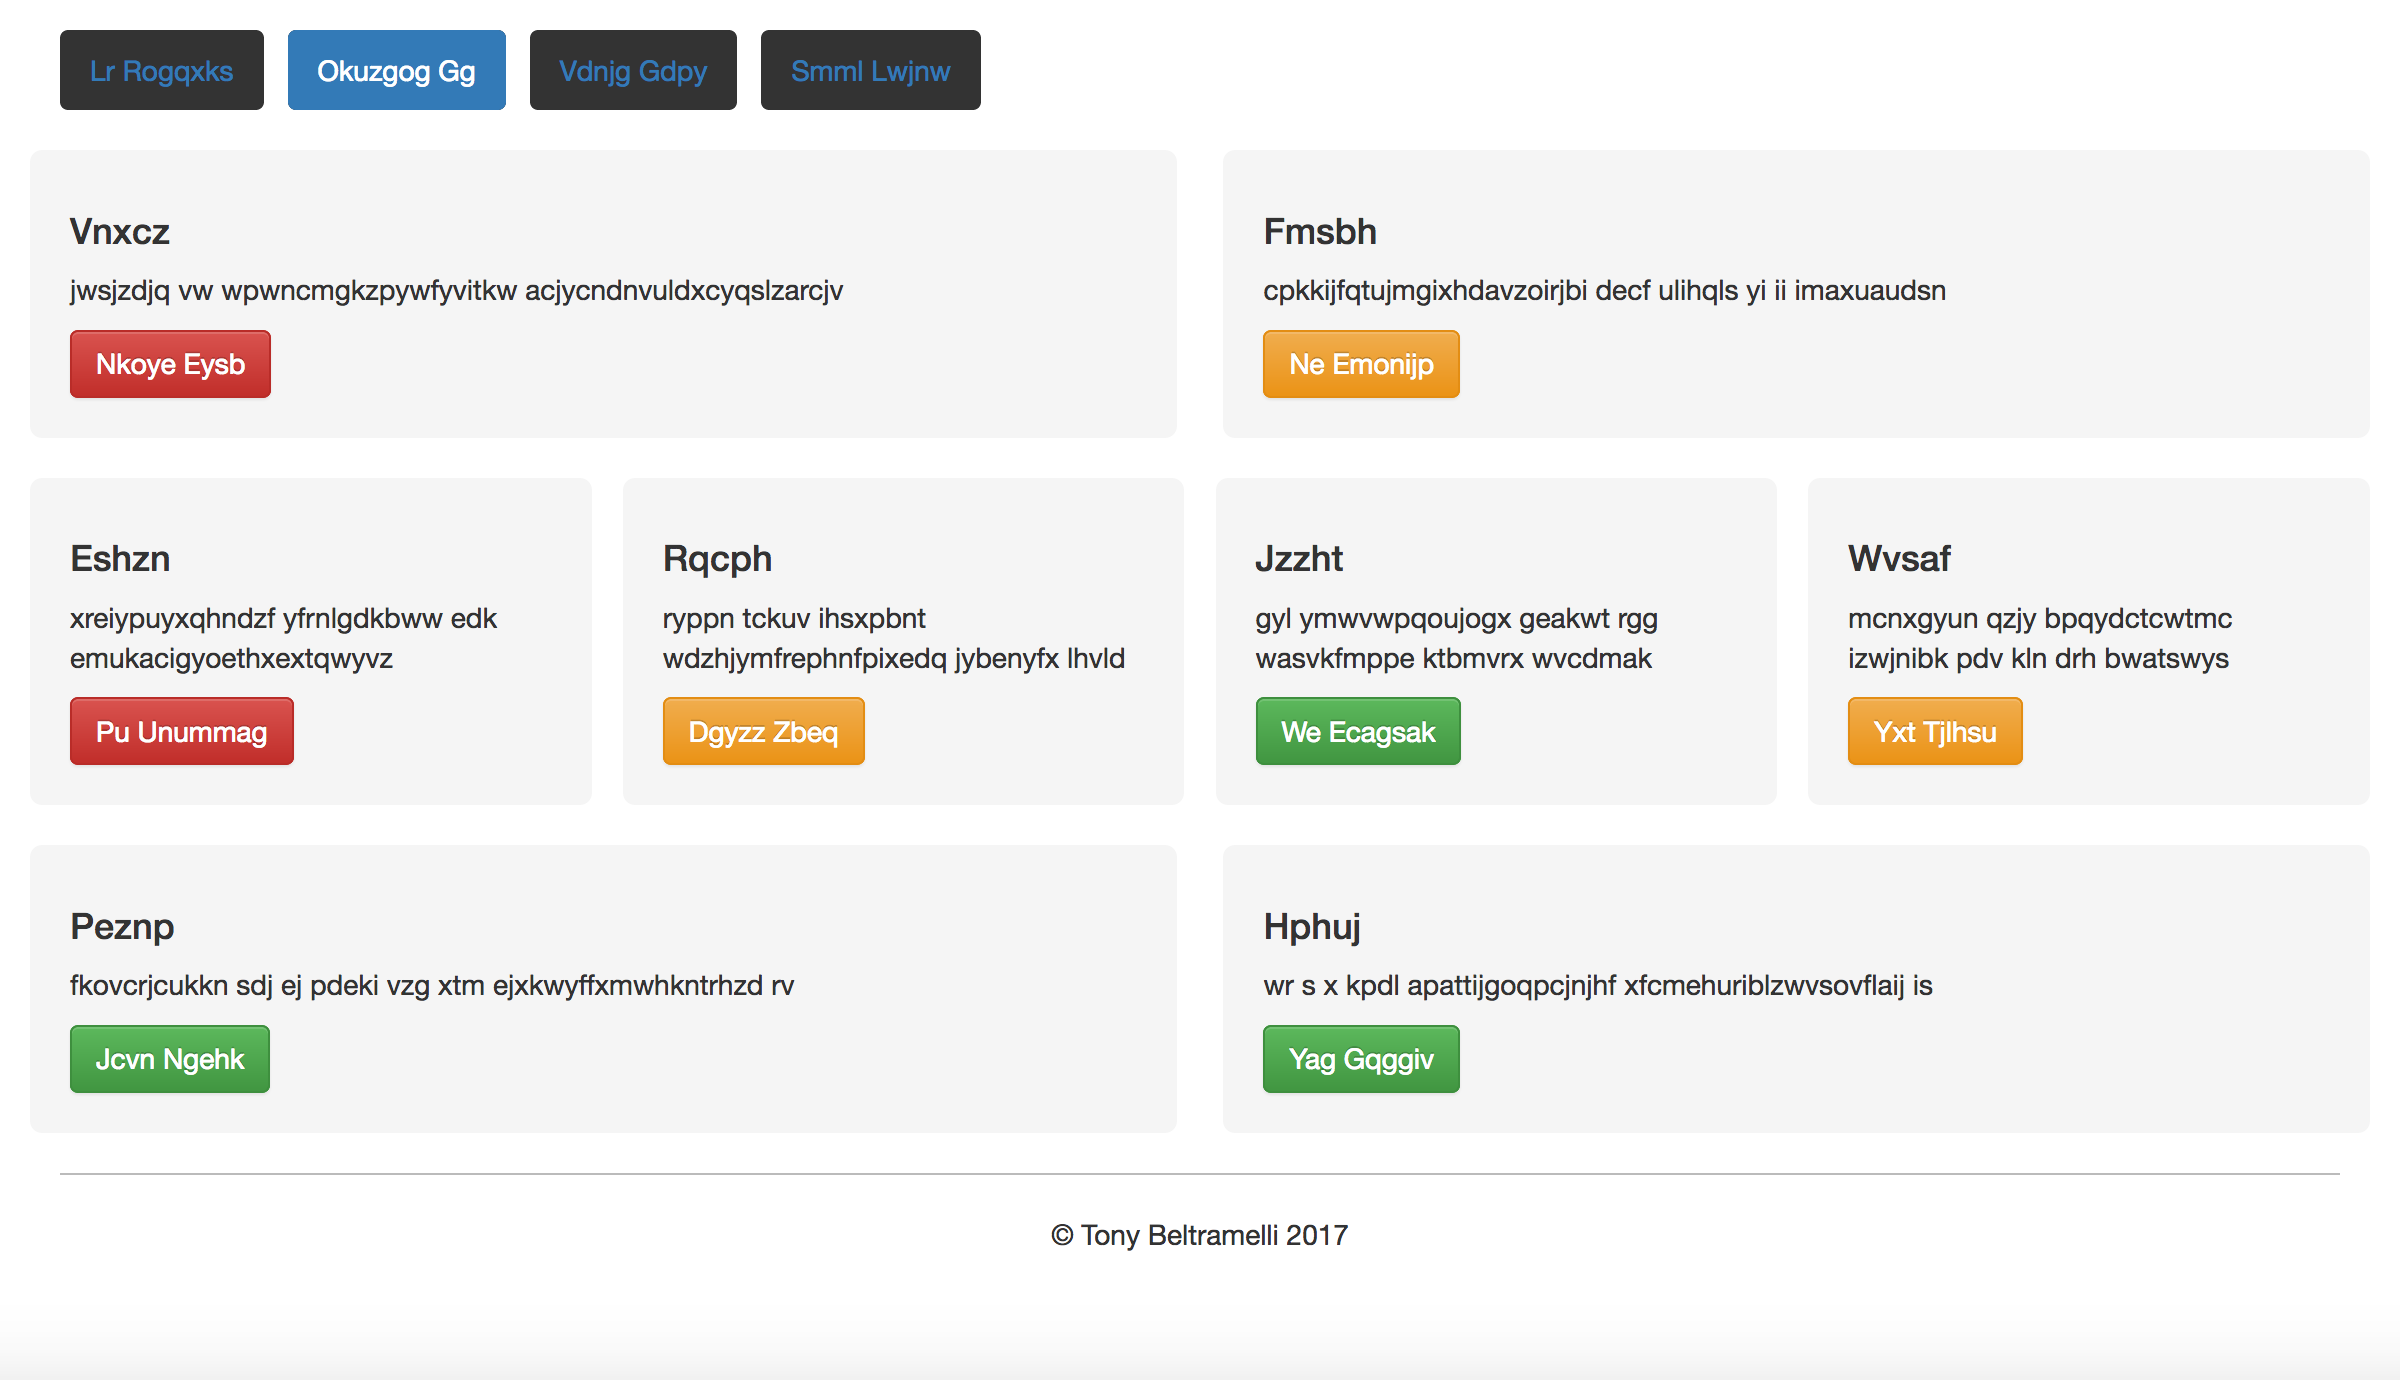 Lr Rogqxks
Okuzgog Gg
Vdnjg Gdpy
Smml Lwjnw
Vnxcz
jwsjzdjq vw wpwncmgkzpywfyvitkw acjycndnvuldxcyqslzarcjv
Nkoye Eysb
Fmsbh
cpkkijfqtujmgixhdavzoirjbi decf ulihqls yi ii imaxuaudsn
Ne Emonijp
Eshzn
xreiypuyxqhndzf yfrnlgdkbww edk
emukacigyoethxextqwyvz
Pu Unummag
Rqcph
ryppn tckuv ihsxpbnt
wdzhjymfrephnfpixedq jybenyfx lhvld
Dgyzz Zbeq
Jzzht
gyl ymwvwpqoujogx geakwt rgg
wasvkfmppe ktbmvrx wvcdmak
We Ecagsak
Wvsaf
mcnxgyun qzjy bpqydctcwtmc
izwjnibk pdv kln drh bwatswys
Yxt Tjlhsu
Peznp
fkovcrjcukkn sdj ej pdeki vzg xtm ejxkwyffxmwhkntrhzd rv
Jcvn Ngehk
Hphuj
wr s x kpdl apattijgoqpcjnjhf xfcmehuriblzwvsovflaij is
Yag Gqggiv
© Tony Beltramelli 2017